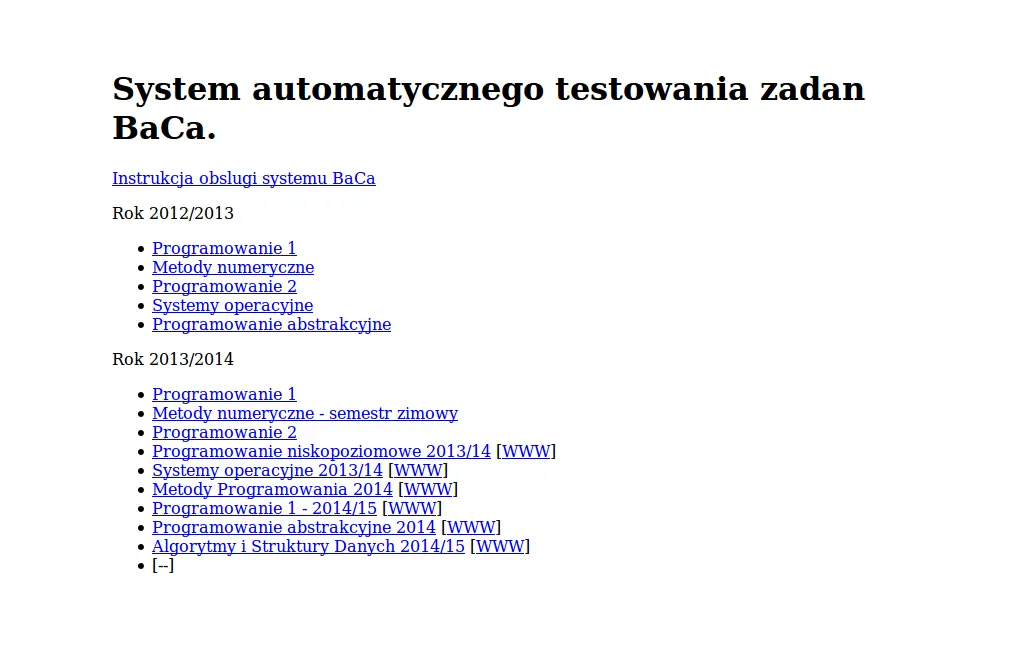 System automatycznego testowania zadan
BaCa.
Instrukcja obslugi systemu BaCa
Rok 2012/2013
Programowanie 1
Metody numeryczne
Programowanie 2
Systemy operacyjne
Programowanie abstrakcyjne
Rok 2013/2014
Programowanie 1
Metody numeryczne - semestr zimowy
Programowanie 2
Programowanie niskopoziomowe 2013/14 [WWW]
Systemy operacyjne 2013/14 [WWW]
Metody Programowania 2014 [WWW]
Programowanie 1 - 2014/15 [WWW]
Programowanie abstrakcyjne 2014 [WWW]
Algorytmy i Struktury Danych 2014/15 [WWW]
[--]